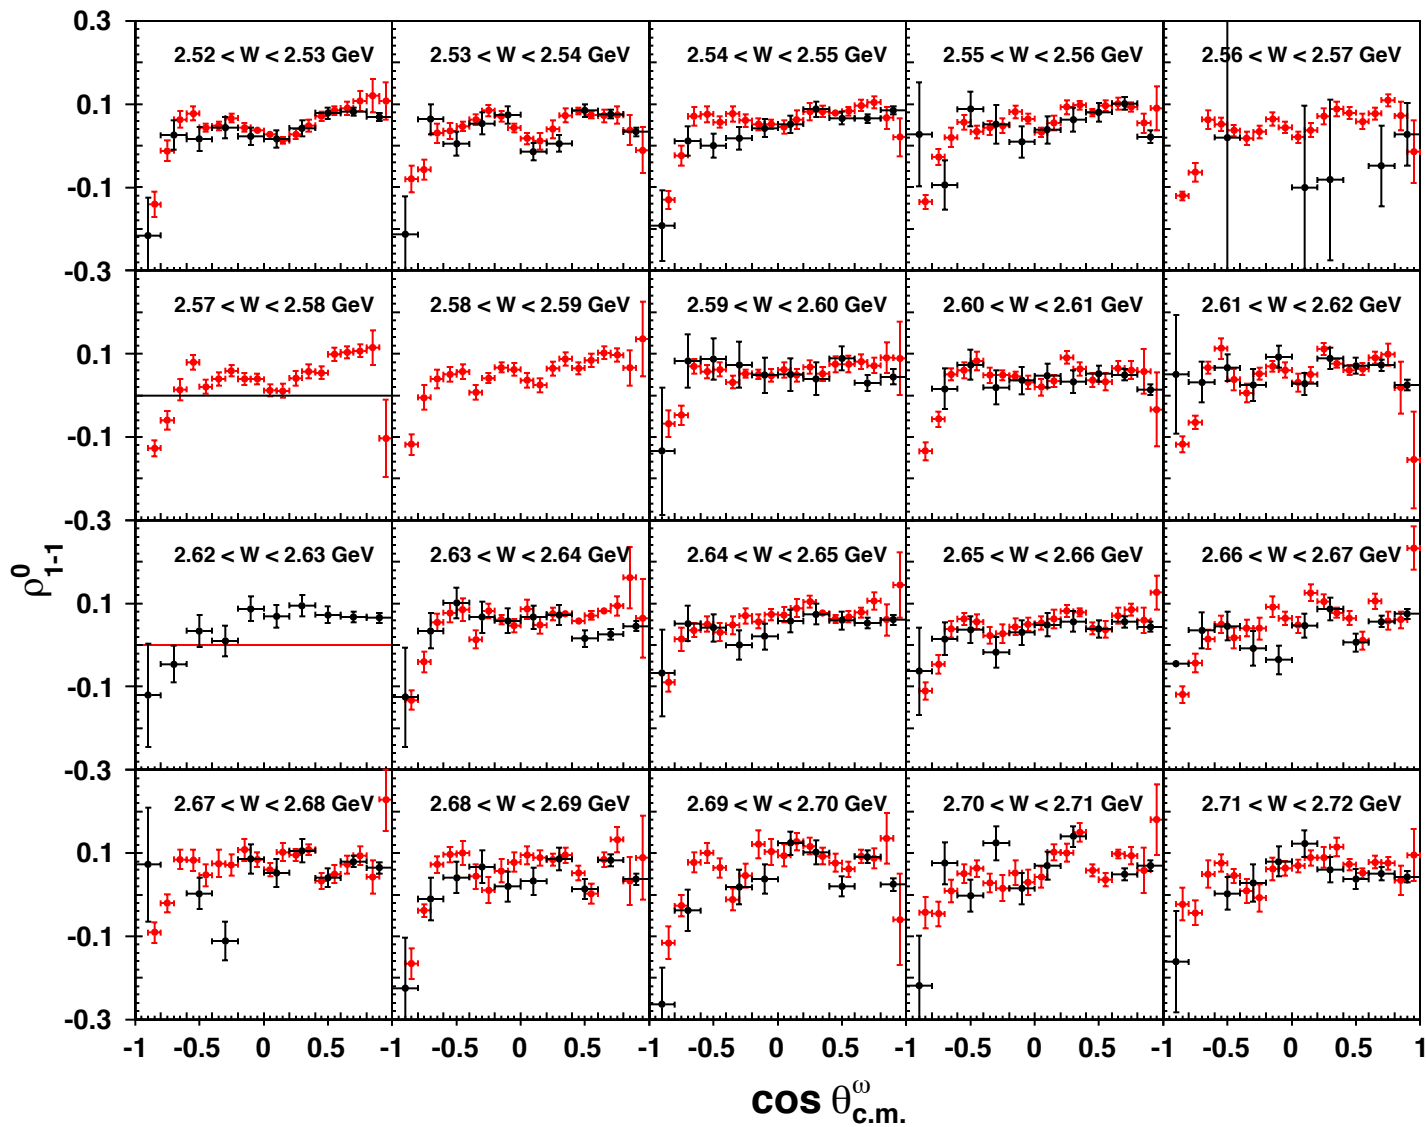 0.3
2.52 < W < 2.53 GeV
2.53 < W < 2.54 GeV
2.54 < W < 2.55 GeV
2.55 < W < 2.56 GeV
2.56 < W < 2.57 GeV
0.1
-0.1
-0.3
2.57 < W < 2.58 GeV
2.58 < W < 2.59 GeV
2.59 < W < 2.60 GeV
2.60 < W < 2.61 GeV
2.61 < W < 2.62 GeV
0.1
-0.1
-0.3
2.62 < W < 2.63 GeV
2.63 < W < 2.64 GeV
2.64 < W < 2.65 GeV
2.65 < W < 2.66 GeV
2.66 < W < 2.67 GeV
ρ⁰₁₋₁
0.1
-0.1
-0.3
2.67 < W < 2.68 GeV
2.68 < W < 2.69 GeV
2.69 < W < 2.70 GeV
2.70 < W < 2.71 GeV
2.71 < W < 2.72 GeV
0.1
-0.1
-0.3
-1 -0.5 0 0.5 -1 -0.5 0 0.5 -1 -0.5 0 0.5 -1 -0.5 0 0.5 -1 -0.5 0 0.5 1
cos θ^ω_c.m.